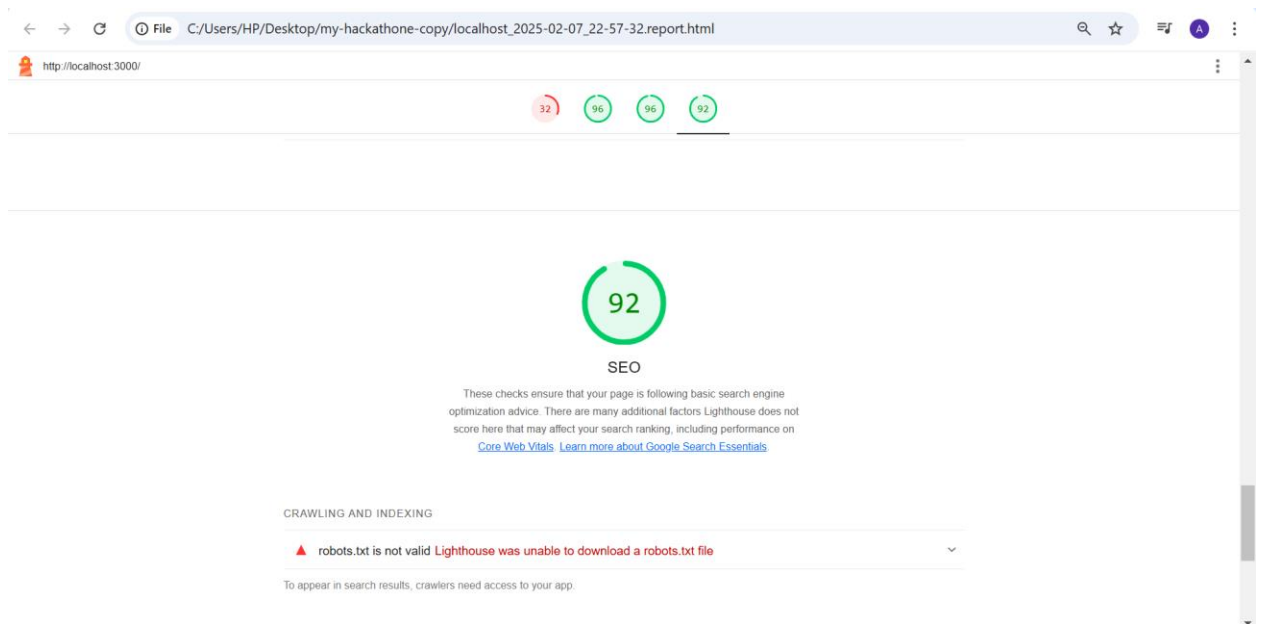 File C:/Users/HP/Desktop/my-hackathone-copy/localhost_2025-02-07_22-57-32.report.html
A
http://localhost:3000/
32 96 96 92
92
SEO
These checks ensure that your page is following basic search engine
optimization advice. There are many additional factors Lighthouse does not
score here that may affect your search ranking, including performance on
Core Web Vitals. Learn more about Google Search Essentials.
CRAWLING AND INDEXING
robots.txt is not valid Lighthouse was unable to download a robots.txt file
To appear in search results, crawlers need access to your app.